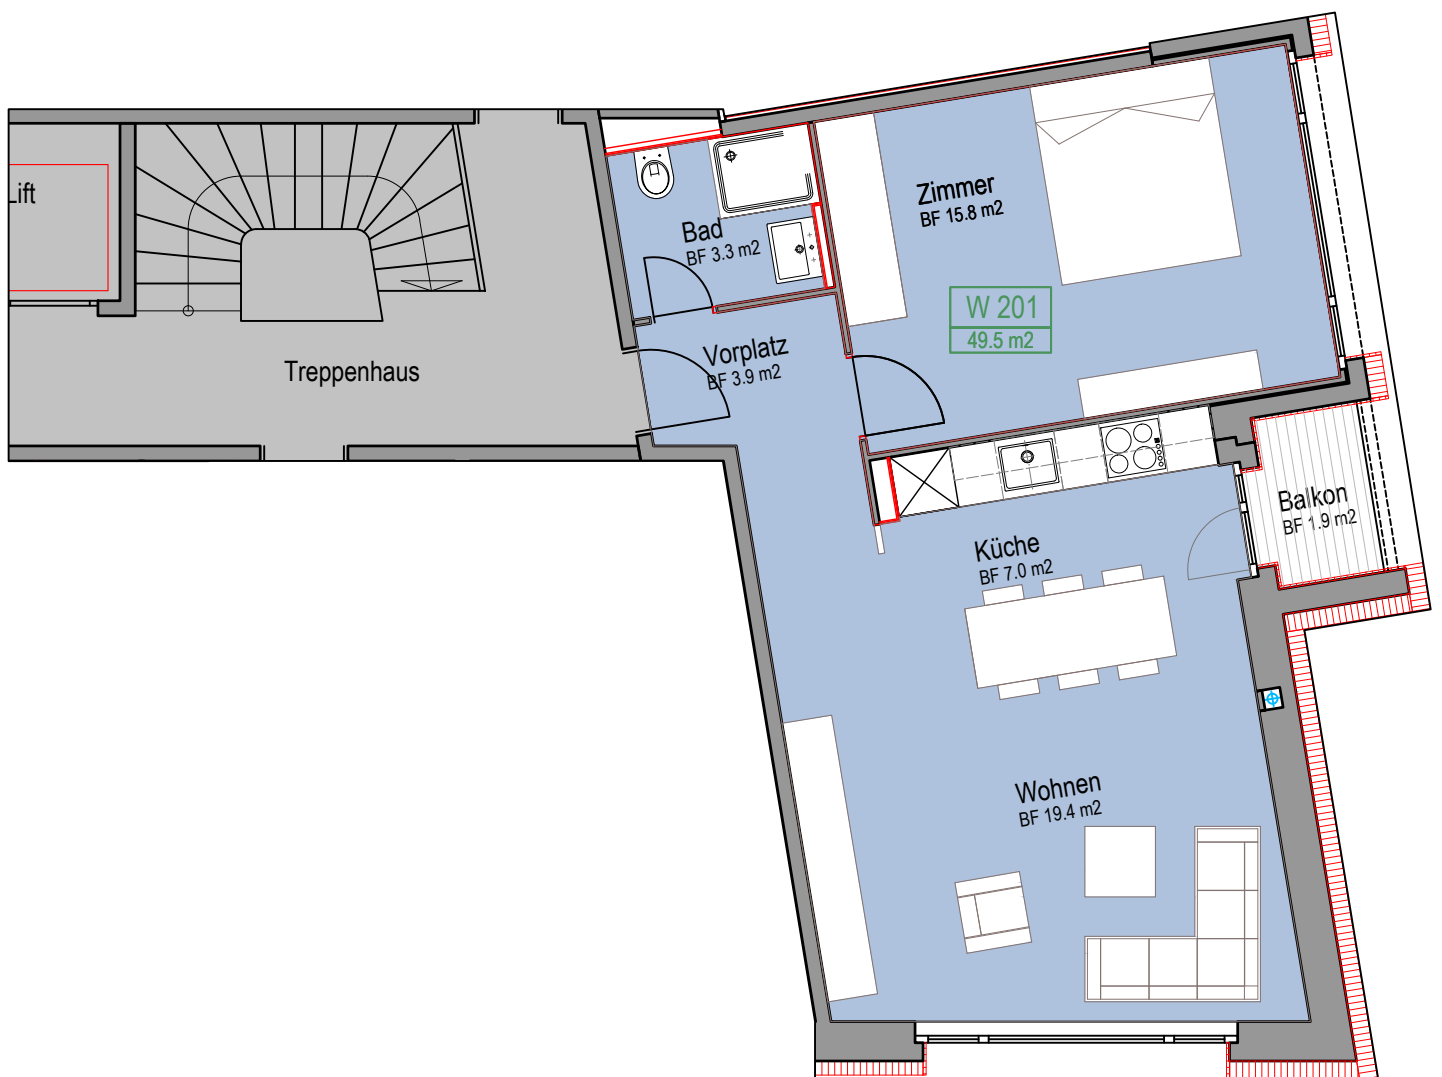 Lift
Treppenhaus
Bad
BF 3.3 m2
Zimmer
BF 15.8 m2
W 201
49.5 m2
Vorplatz
BF 3.9 m2
Küche
BF 7.0 m2
Balkon
BF 1.9 m2
Wohnen
BF 19.4 m2